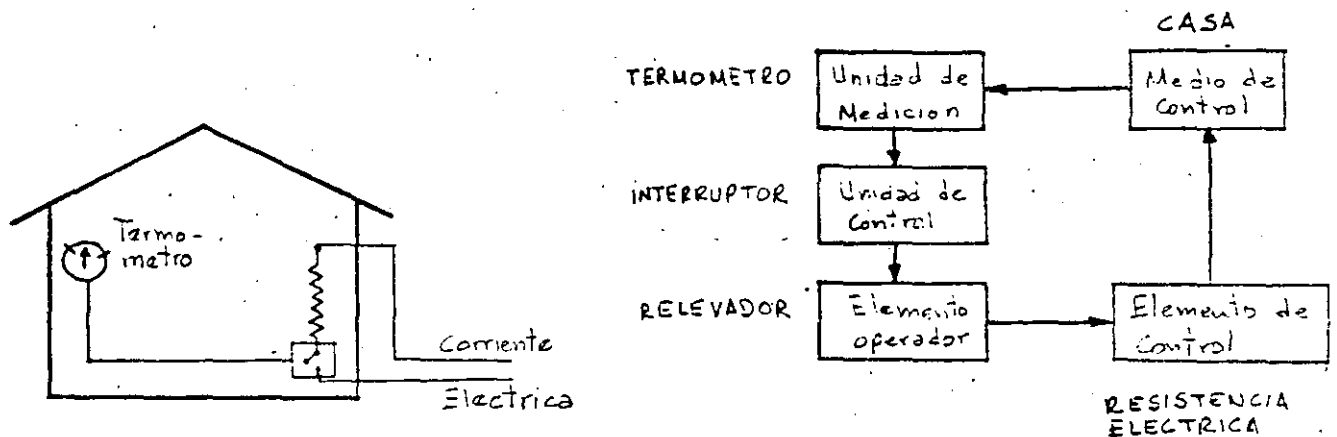 Termo-
metro
Corriente
Electrica
CASA
TERMOMETRO
Unidad de
Medicion
Medio de
Control
INTERRUPTOR
Unidad de
Control
RELEVADOR
Elemento
operador
Elemento de
Control
RESISTENCIA
ELECTRICA